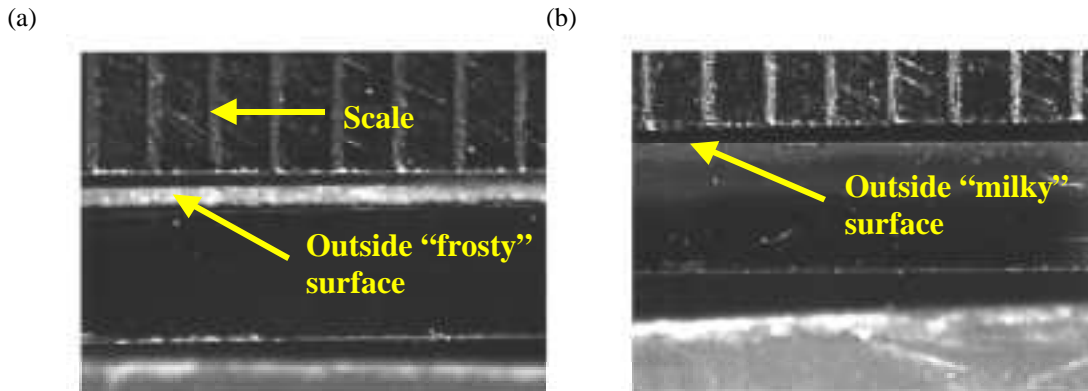 (a)
(b)
Scale
Outside “frosty”
surface
Outside “milky”
surface